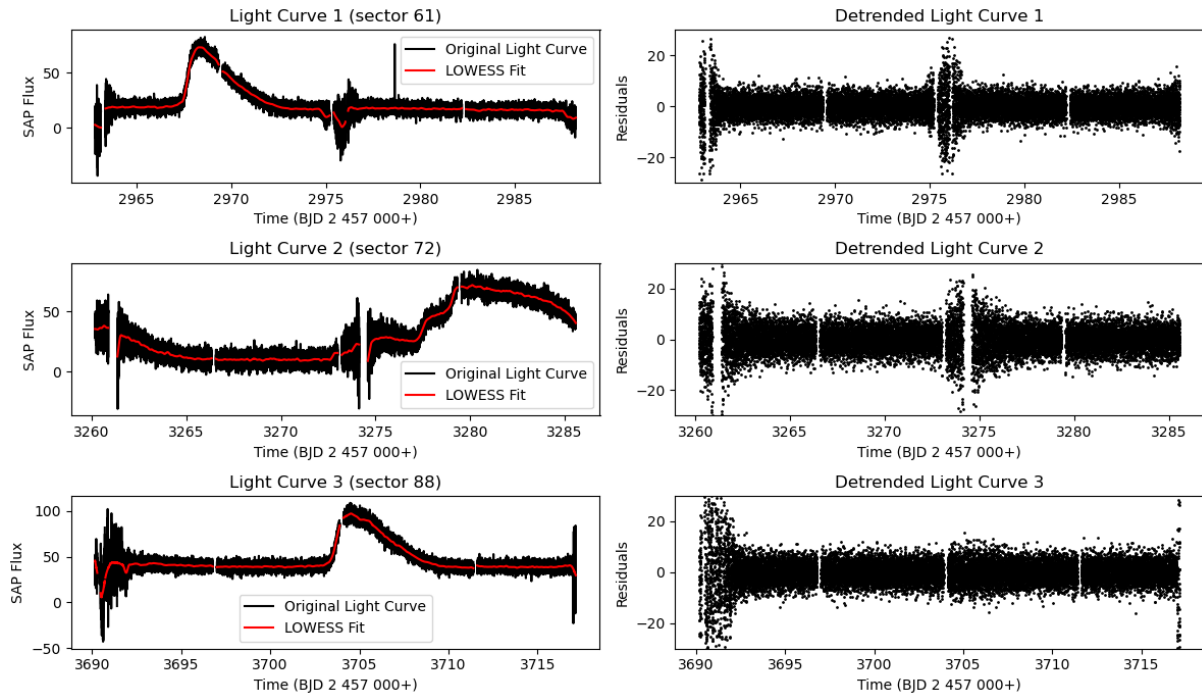 Light Curve 1 (sector 61)
SAP Flux
50
0
Original Light Curve
LOWESS Fit
2965 2970 2975 2980 2985
Time (BJD 2 457 000+)
Detrended Light Curve 1
Residuals
20
0
−20
2965 2970 2975 2980 2985
Time (BJD 2 457 000+)
Light Curve 2 (sector 72)
SAP Flux
50
0
Original Light Curve
LOWESS Fit
3260 3265 3270 3275 3280 3285
Time (BJD 2 457 000+)
Detrended Light Curve 2
Residuals
20
0
−20
3260 3265 3270 3275 3280 3285
Time (BJD 2 457 000+)
Light Curve 3 (sector 88)
SAP Flux
100
50
0
−50
Original Light Curve
LOWESS Fit
3690 3695 3700 3705 3710 3715
Time (BJD 2 457 000+)
Detrended Light Curve 3
Residuals
20
0
−20
3690 3695 3700 3705 3710 3715
Time (BJD 2 457 000+)